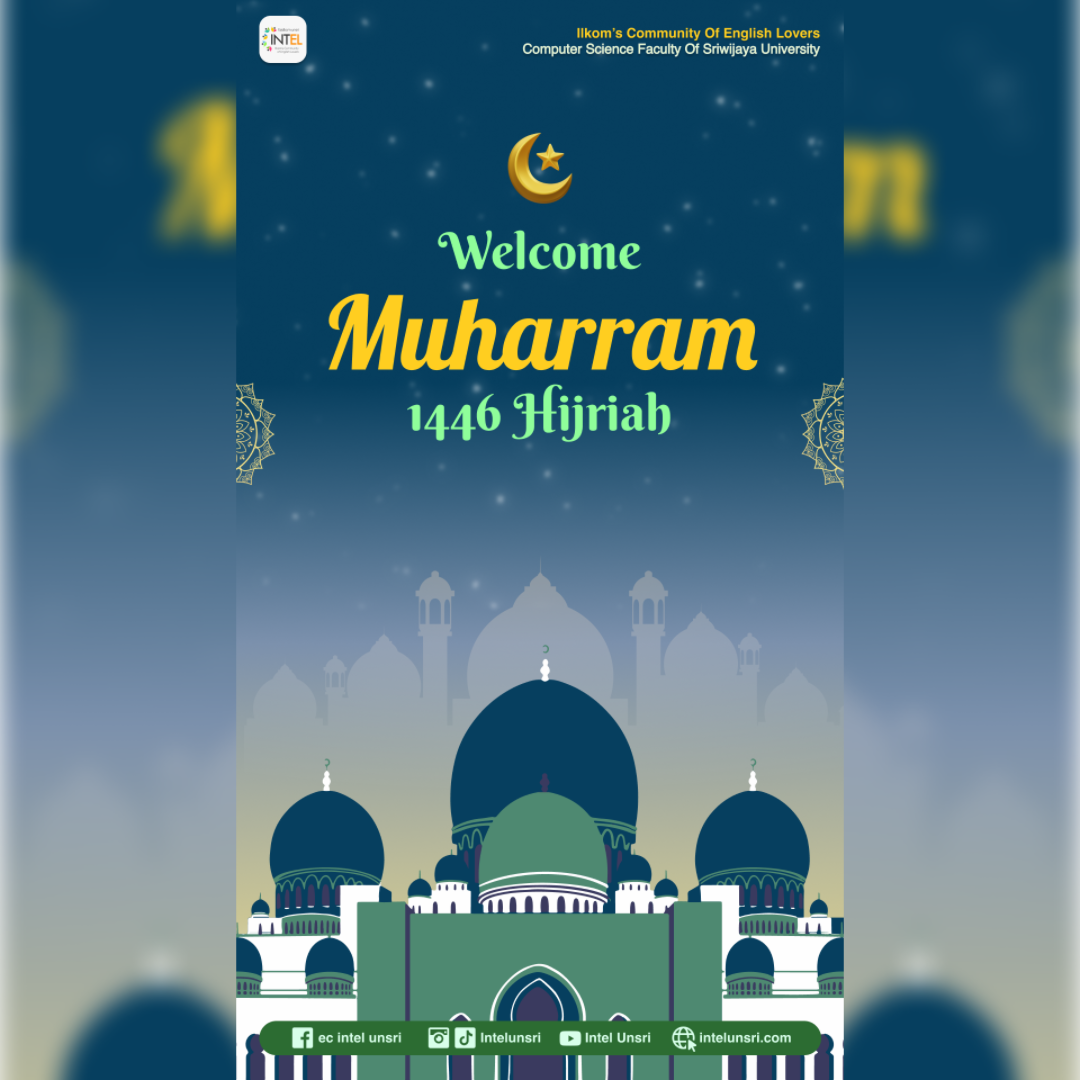 INTEL
Ilkom's Community Of English Lovers
Computer Science Faculty Of Sriwijaya University
Welcome
Muharram
1446 Hijriah
ec intel unsri
Intelunsri
Intel Unsri
intelunsri.com